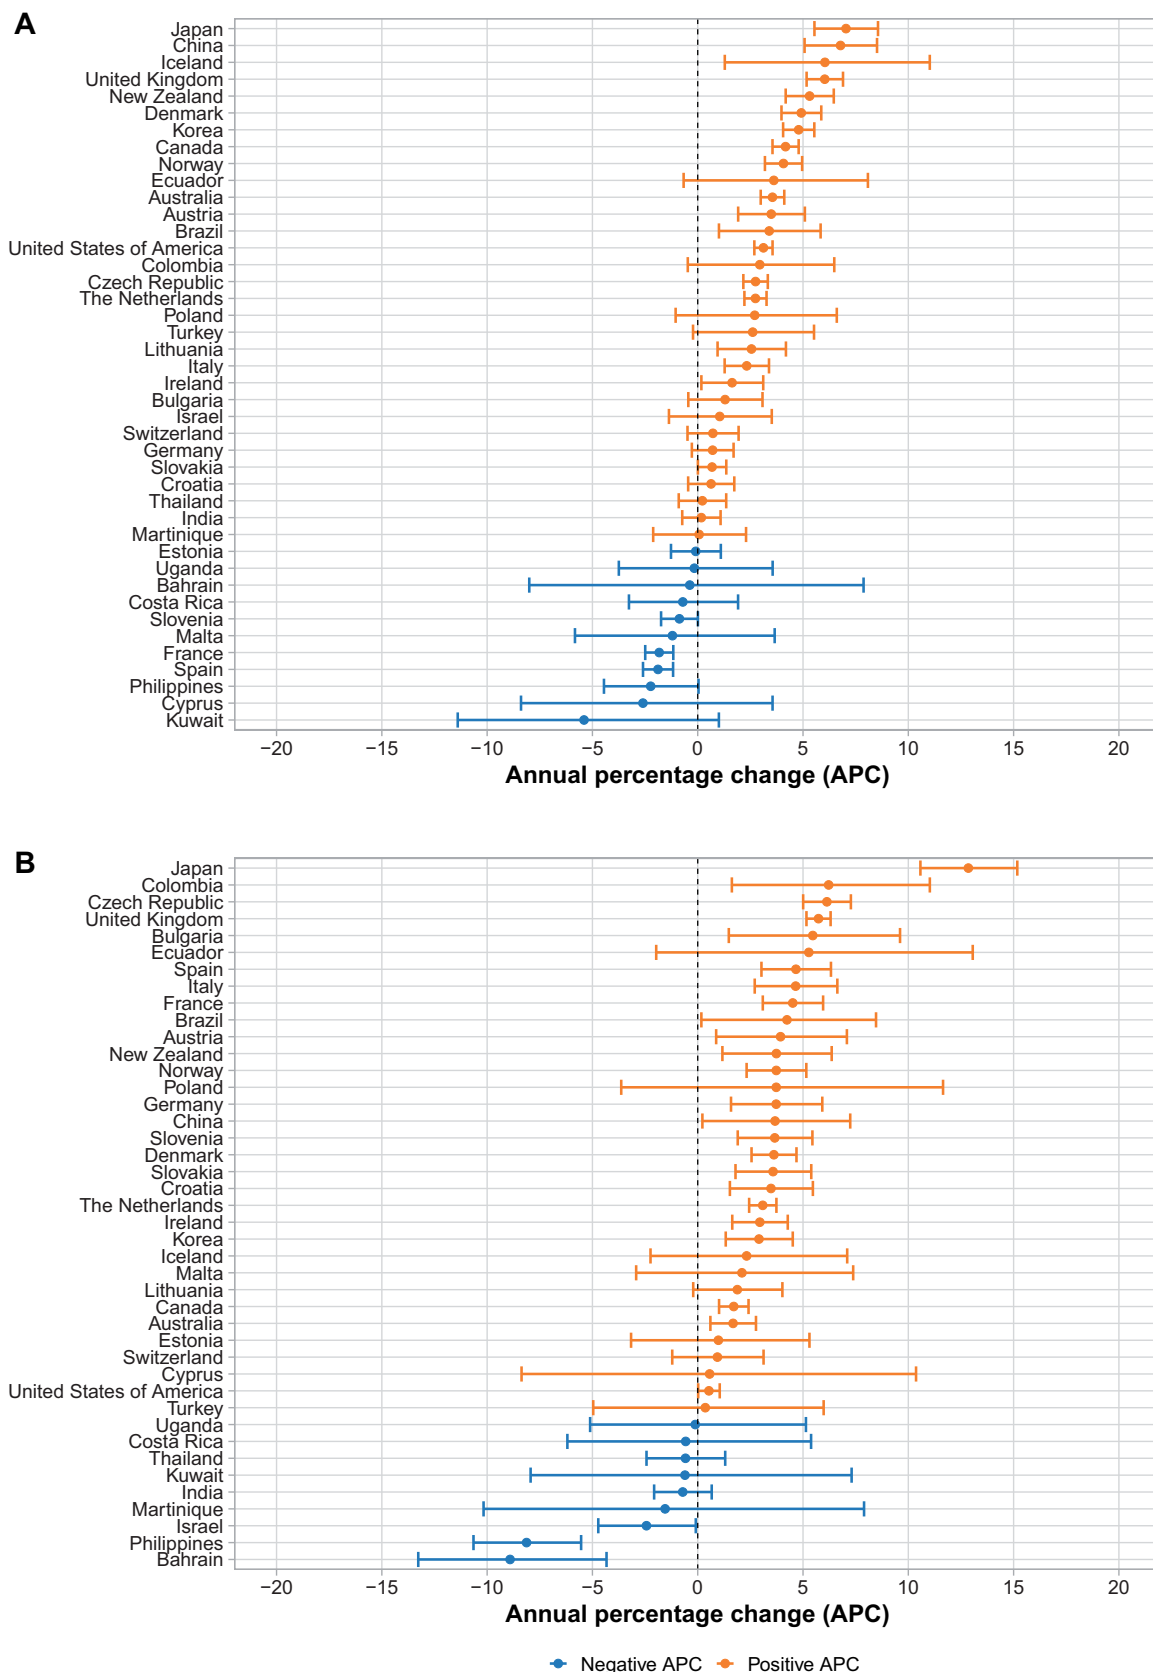 A
Japan
China
Iceland
United Kingdom
New Zealand
Denmark
Korea
Canada
Norway
Ecuador
Australia
Austria
Brazil
United States of America
Colombia
Czech Republic
The Netherlands
Poland
Turkey
Lithuania
Italy
Ireland
Bulgaria
Israel
Switzerland
Germany
Slovakia
Croatia
Thailand
India
Martinique
Estonia
Uganda
Bahrain
Costa Rica
Slovenia
Malta
France
Spain
Philippines
Cyprus
Kuwait
−20 −15 −10 −5 0 5 10 15 20
Annual percentage change (APC)
B
Japan
Colombia
Czech Republic
United Kingdom
Bulgaria
Ecuador
Spain
Italy
France
Brazil
Austria
New Zealand
Norway
Poland
Germany
China
Slovenia
Denmark
Slovakia
Croatia
The Netherlands
Ireland
Korea
Iceland
Malta
Lithuania
Canada
Australia
Estonia
Switzerland
Cyprus
United States of America
Turkey
Uganda
Costa Rica
Thailand
Kuwait
India
Martinique
Israel
Philippines
Bahrain
−20 −15 −10 −5 0 5 10 15 20
Annual percentage change (APC)
Negative APC Positive APC